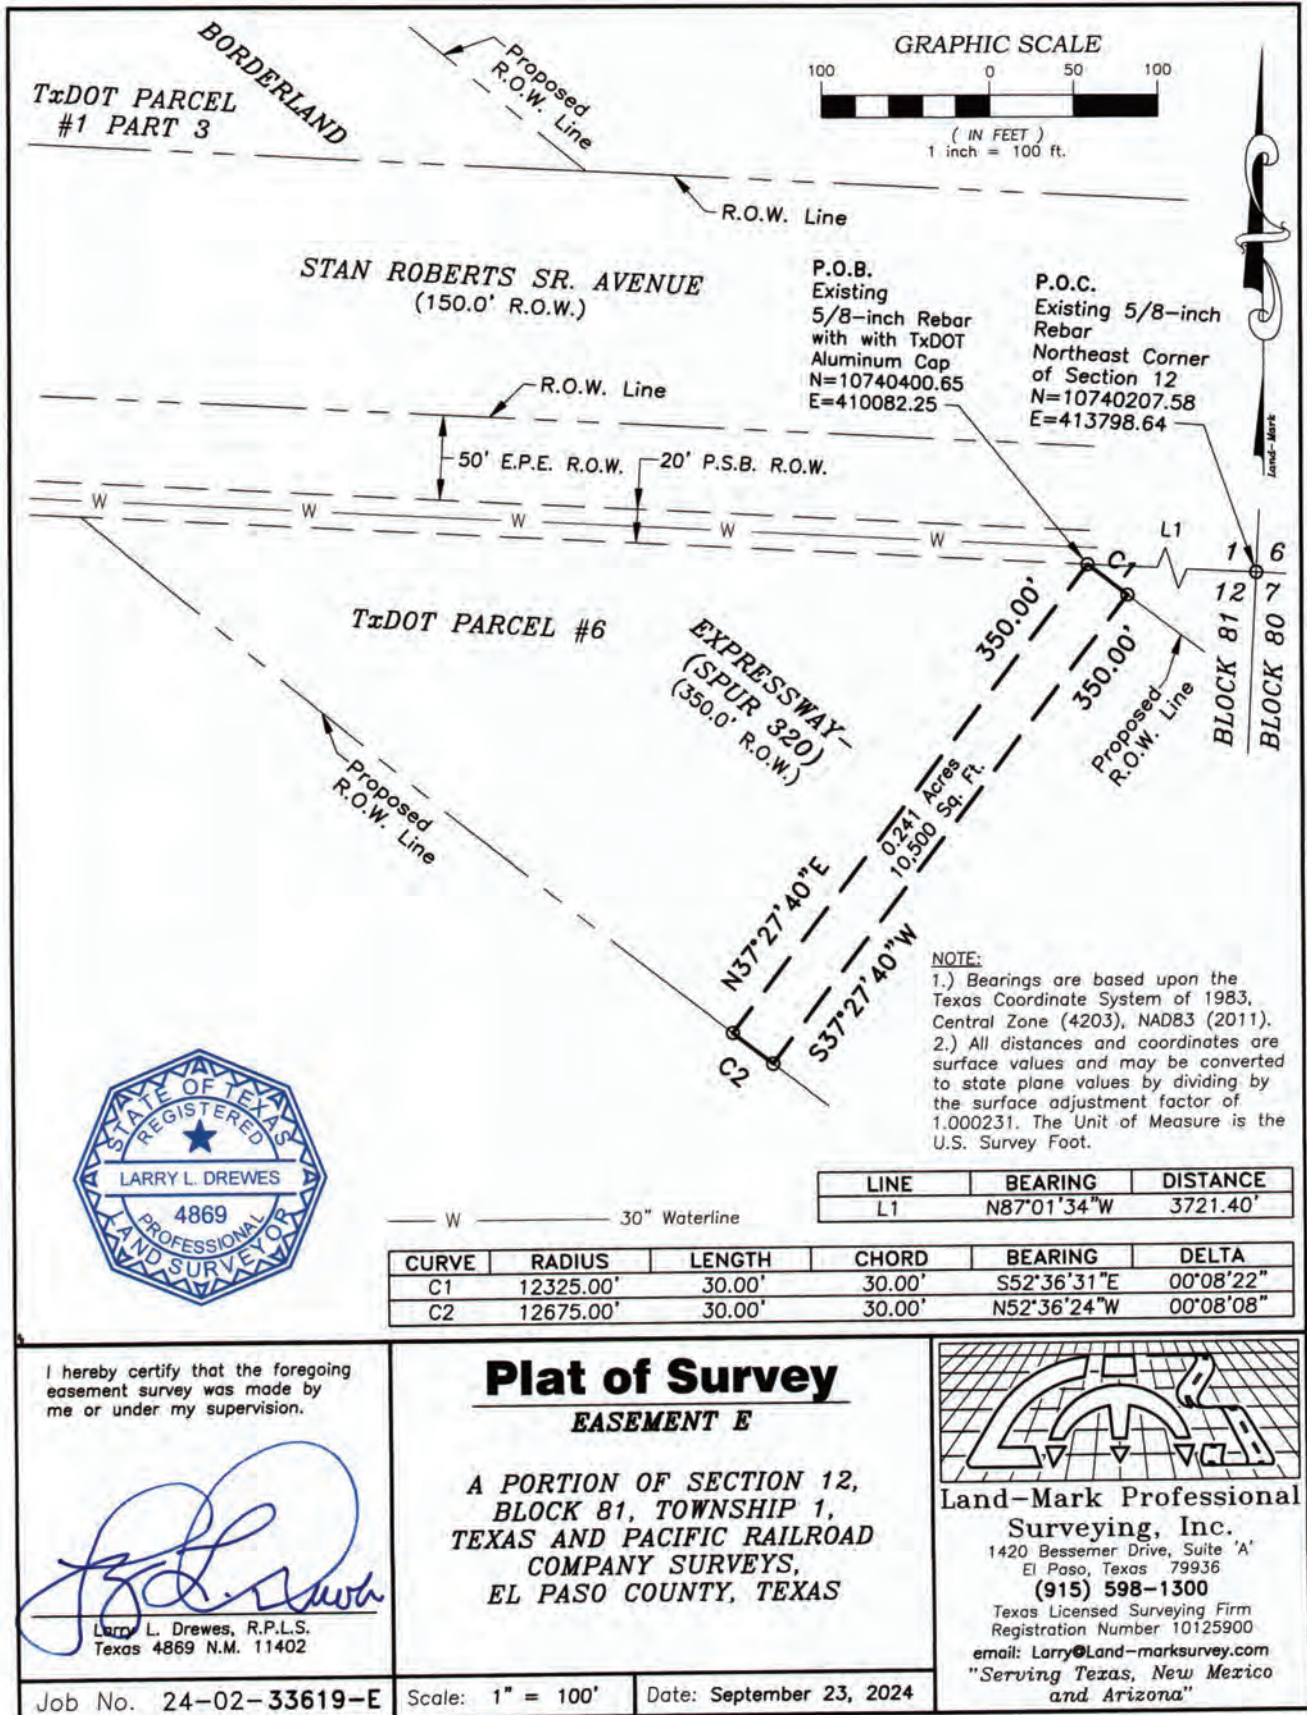 BORDERLAND
TxDOT PARCEL
#1 PART 3
Proposed
R.O.W. Line
GRAPHIC SCALE
100 0 50 100
( IN FEET )
1 inch = 100 ft.
R.O.W. Line
STAN ROBERTS SR. AVENUE
(150.0' R.O.W.)
P.O.B.
Existing
5/8-inch Rebar
with with TxDOT
Aluminum Cap
N=10740400.65
E=410082.25
P.O.C.
Existing 5/8-inch
Rebar
Northeast Corner
of Section 12
N=10740207.58
E=413798.64
Land-Mark
R.O.W. Line
50' E.P.E. R.O.W.
20' P.S.B. R.O.W.
W W W W W
L1
C1
1 6
12 7
BLOCK 81
BLOCK 80
TxDOT PARCEL #6
EXPRESSWAY
(SPUR 320)
(350.0' R.O.W.)
350.00'
350.00'
Proposed
R.O.W. Line
Proposed
R.O.W. Line
0.241 Acres
10,500 Sq. Ft.
N37°27'40"E
S37°27'40"W
C2
NOTE:
1.) Bearings are based upon the
Texas Coordinate System of 1983,
Central Zone (4203), NAD83 (2011).
2.) All distances and coordinates are
surface values and may be converted
to state plane values by dividing by
the surface adjustment factor of
1.000231. The Unit of Measure is the
U.S. Survey Foot.
STATE OF TEXAS
REGISTERED
LARRY L. DREWES
4869
PROFESSIONAL
LAND SURVEYOR
W 30" Waterline
LINE BEARING DISTANCE
L1 N87°01'34"W 3721.40'
CURVE RADIUS LENGTH CHORD BEARING DELTA
C1 12325.00' 30.00' 30.00' S52°36'31"E 00°08'22"
C2 12675.00' 30.00' 30.00' N52°36'24"W 00°08'08"
I hereby certify that the foregoing
easement survey was made by
me or under my supervision.
Larry L. Drewes, R.P.L.S.
Texas 4869 N.M. 11402
Plat of Survey
EASEMENT E
A PORTION OF SECTION 12,
BLOCK 81, TOWNSHIP 1,
TEXAS AND PACIFIC RAILROAD
COMPANY SURVEYS,
EL PASO COUNTY, TEXAS
Land-Mark Professional
Surveying, Inc.
1420 Bessemer Drive, Suite 'A'
El Paso, Texas 79936
(915) 598-1300
Texas Licensed Surveying Firm
Registration Number 10125900
email: Larry@Land-marksurvey.com
"Serving Texas, New Mexico
and Arizona"
Job No. 24-02-33619-E
Scale: 1" = 100'
Date: September 23, 2024